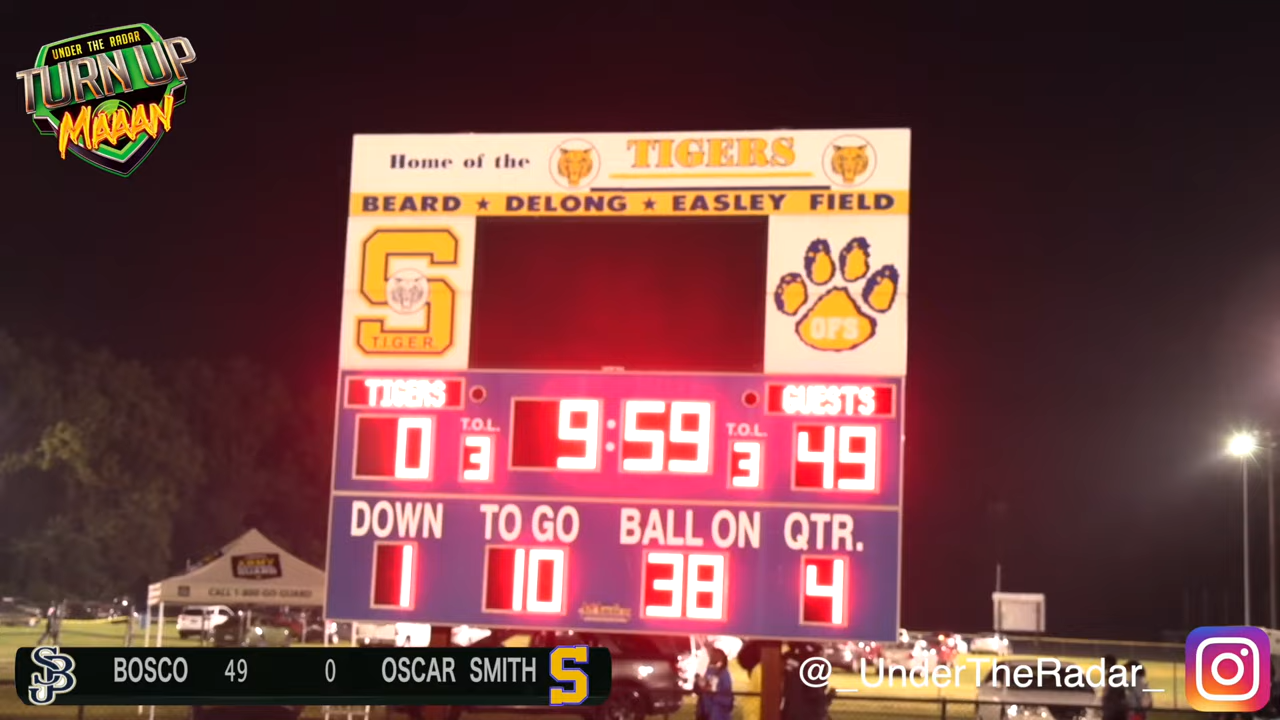 UNDER THE RADAR
TURN UP
MAAAN
Home of the TIGERS
BEARD ★ DELONG ★ EASLEY FIELD
S
T.I.G.E.R.
OFS
TIGERS
GUESTS
0
T.O.L.
3
9:59
T.O.L.
3
49
DOWN TO GO BALL ON QTR.
1 10 38 4
ARMY
GUARD
CALL 1-800-GO-GUARD
SJB BOSCO 49 0 OSCAR SMITH S
@_UnderTheRadar_